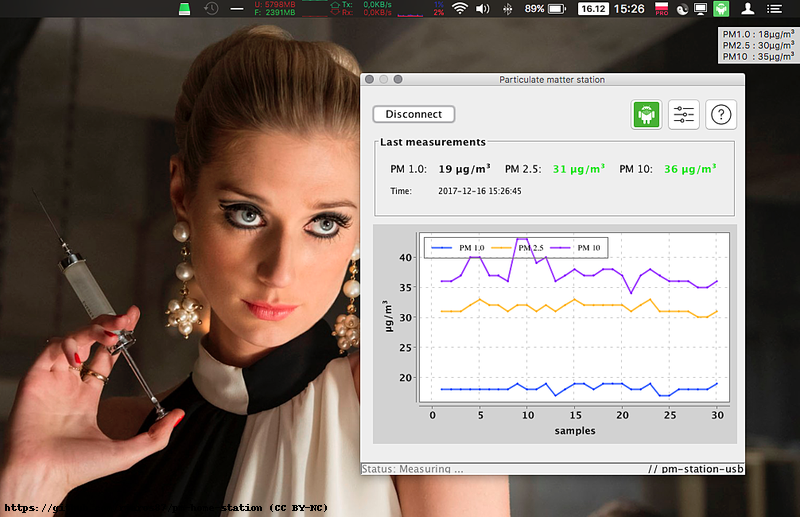 U: 5798MB
F: 2391MB
Tx: 0,0KB/s
Rx: 0,0KB/s
1%
2%
89%
16.12
15:26
PRO
PM1.0 : 18µg/m³
PM2.5 : 30µg/m³
PM10 : 35µg/m³
Particulate matter station
Disconnect
?
Last measurements
PM 1.0: 19 µg/m³ PM 2.5: 31 µg/m³ PM 10: 36 µg/m³
Time: 2017-12-16 15:26:45
PM 1.0 PM 2.5 PM 10
40
35
30
25
20
µg/m³
0 5 10 15 20 25 30
samples
Status: Measuring ...
// pm-station-usb
station (CC BY-NC)